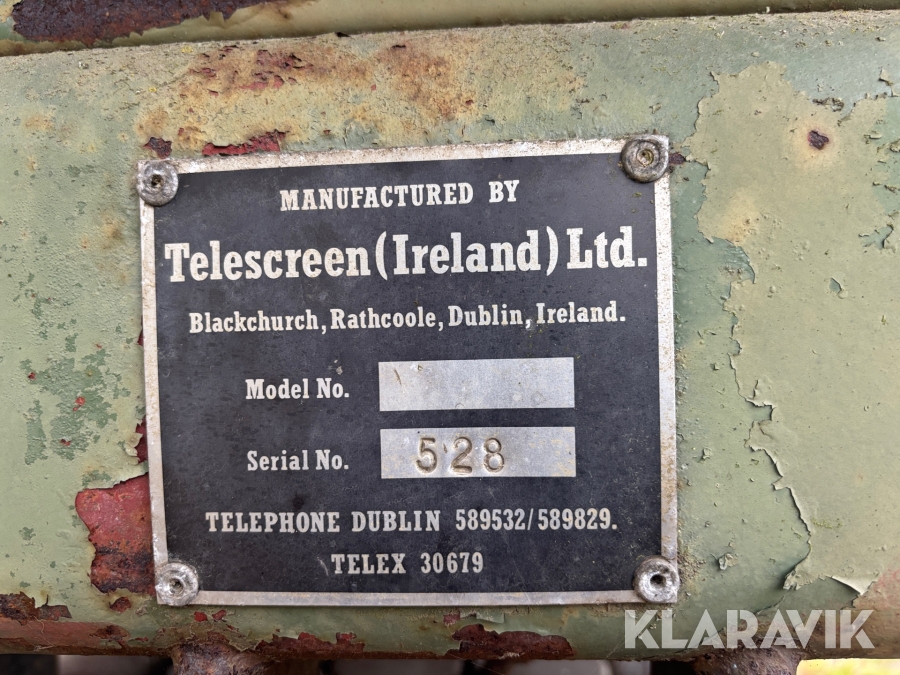 MANUFACTURED BY
Telescreen (Ireland) Ltd.
Blackchurch, Rathcoole, Dublin, Ireland.
Model No.
Serial No. 528
TELEPHONE DUBLIN 589532/589829.
TELEX 30679
KLARAVIK